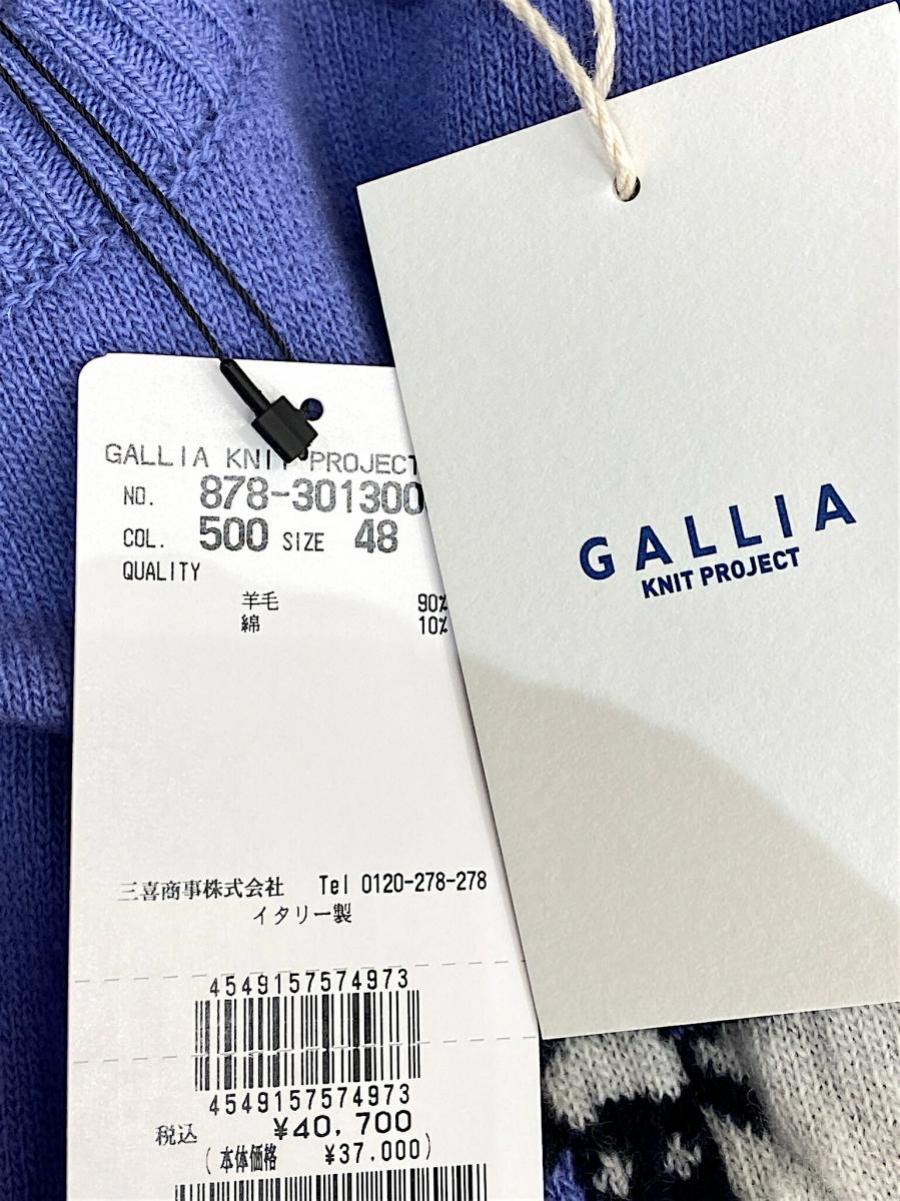 GALLIA KNIT PROJECT
NO. 878-301300
COL. 500 SIZE 48
QUALITY
羊毛 90%
綿 10%
三喜商事株式会社 Tel 0120-278-278
イタリー製
4549157574973
4549157574973
税込 ¥40,700
(本体価格 ¥37.000)
GALLIA
KNIT PROJECT